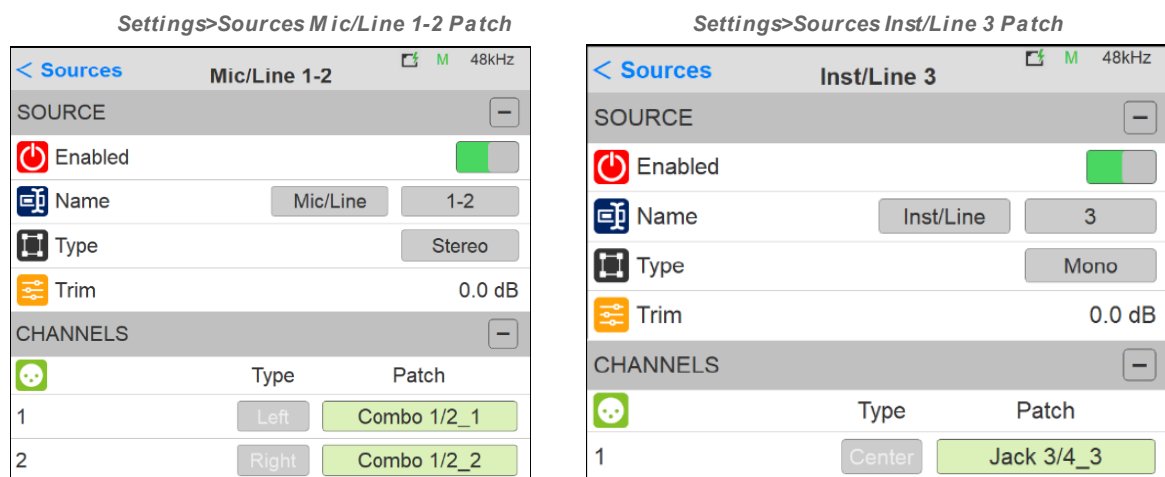 Settings>Sources Mic/Line 1-2 Patch
< Sources
Mic/Line 1-2
M 48kHz
SOURCE
Enabled
Name Mic/Line 1-2
Type Stereo
Trim 0.0 dB
CHANNELS
Type Patch
1 Left Combo 1/2_1
2 Right Combo 1/2_2
Settings>Sources Inst/Line 3 Patch
< Sources
Inst/Line 3
M 48kHz
SOURCE
Enabled
Name Inst/Line 3
Type Mono
Trim 0.0 dB
CHANNELS
Type Patch
1 Center Jack 3/4_3